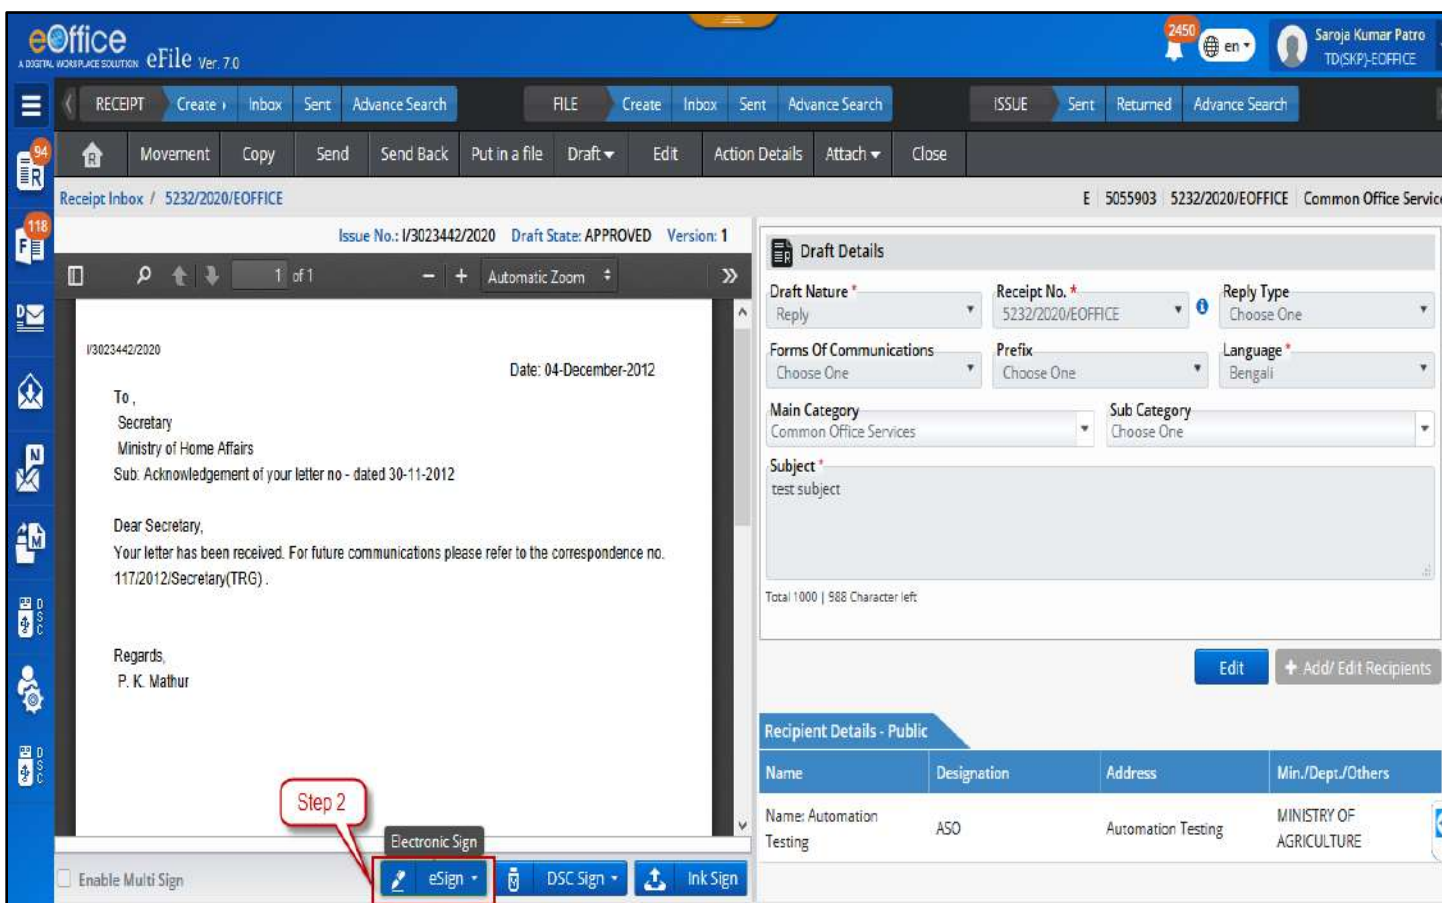 eOffice
A DIGITAL WORKPLACE SOLUTION eFile Ver. 7.0
2450
en
Saroja Kumar Patro
TD(SKP)-EOFFICE
RECEIPT Create Inbox Sent Advance Search FILE Create Inbox Sent Advance Search ISSUE Sent Returned Advance Search
94
R
R Movement Copy Send Send Back Put in a file Draft Edit Action Details Attach Close
Receipt Inbox / 5232/2020/EOFFICE
E 5055903 5232/2020/EOFFICE Common Office Service
118
F
Issue No.: I/3023442/2020 Draft State: APPROVED Version: 1
1 of 1 Automatic Zoom
D
N
M
DSC
DSC
I/3023442/2020
Date: 04-December-2012
To ,
Secretary
Ministry of Home Affairs
Sub: Acknowledgement of your letter no - dated 30-11-2012
Dear Secretary,
Your letter has been received. For future communications please refer to the correspondence no.
117/2012/Secretary(TRG) .
Regards,
P. K. Mathur
Step 2
Electronic Sign
Enable Multi Sign
eSign DSC Sign Ink Sign
Draft Details
Draft Nature * Receipt No. * Reply Type
Reply 5232/2020/EOFFICE Choose One
Forms Of Communications Prefix Language *
Choose One Choose One Bengali
Main Category Sub Category
Common Office Services Choose One
Subject *
test subject
Total 1000 | 988 Character left
Edit + Add/ Edit Recipients
Recipient Details - Public
Name Designation Address Min./Dept./Others
Name: Automation Testing ASO Automation Testing MINISTRY OF AGRICULTURE